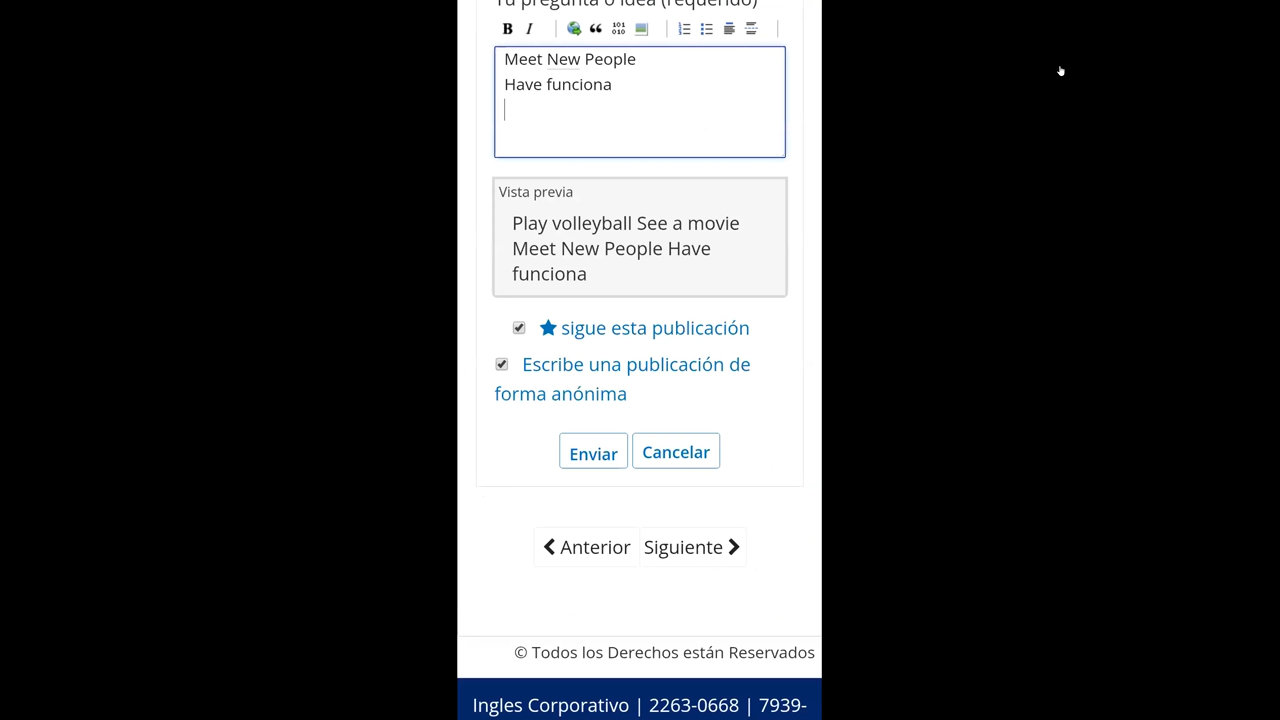 Tu pregunta o idea (requerido)
B I
101
010
Meet New People
Have funciona
Vista previa
Play volleyball See a movie
Meet New People Have
funciona
sigue esta publicación
Escribe una publicación de
forma anónima
Enviar Cancelar
Anterior Siguiente
© Todos los Derechos están Reservados
Ingles Corporativo | 2263-0668 | 7939-